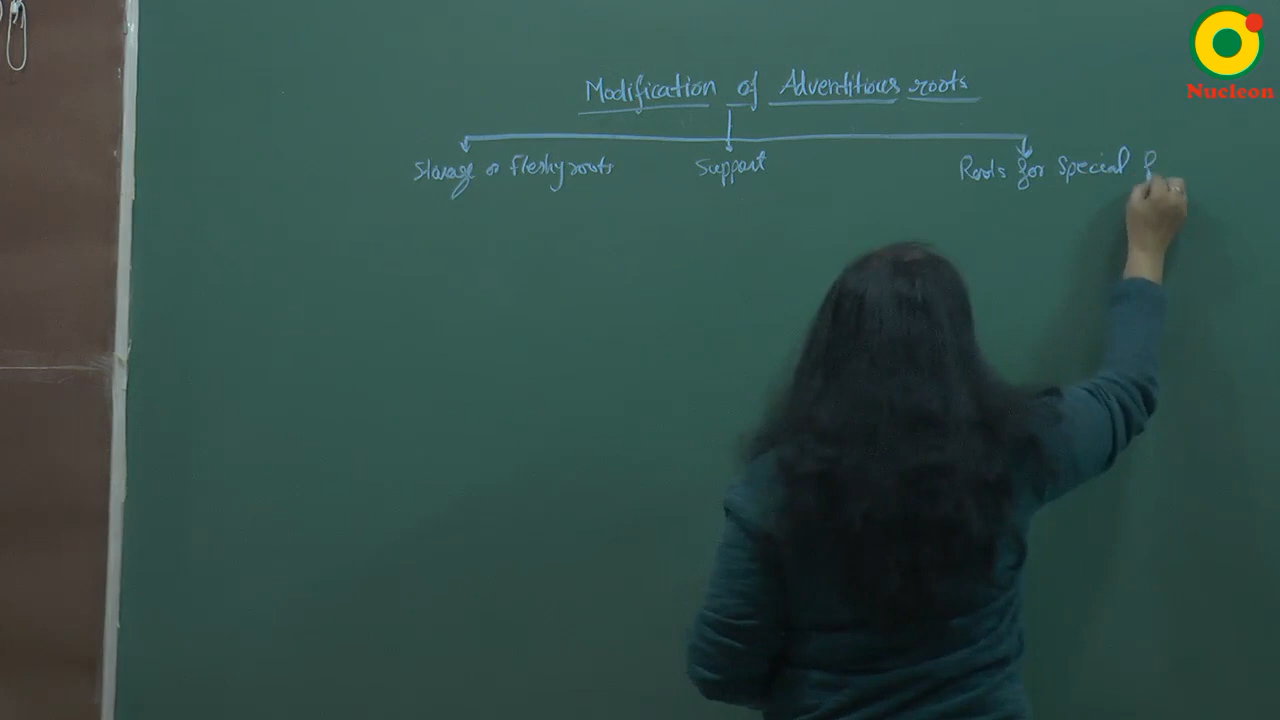 Nucleon
Modification of Adventitious roots
Storage or fleshy roots
Support
Roots for Special